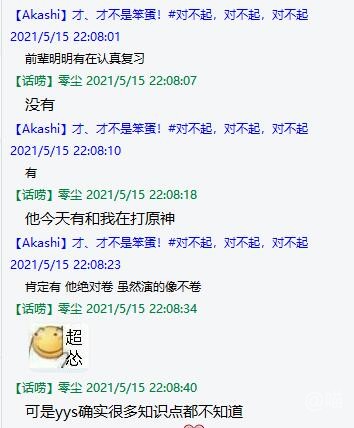 【Akashi】才、才不是笨蛋！#对不起，对不起，对不起
2021/5/15 22:08:01
前辈明明有在认真复习
【话唠】零尘 2021/5/15 22:08:07
没有
【Akashi】才、才不是笨蛋！#对不起，对不起，对不起
2021/5/15 22:08:10
有
【话唠】零尘 2021/5/15 22:08:18
他今天有和我在打原神
【Akashi】才、才不是笨蛋！#对不起，对不起，对不起
2021/5/15 22:08:23
肯定有 他绝对卷 虽然演的像不卷
【话唠】零尘 2021/5/15 22:08:34
超
怂
【话唠】零尘 2021/5/15 22:08:40
可是yys确实很多知识点都不知道